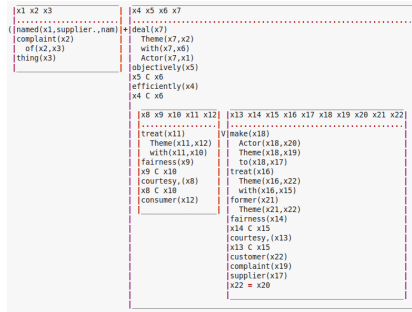 x1 x2 x3
(named(x1,supplier.,nam)
complaint(x2)
of(x2,x3)
thing(x3)
+
x4 x5 x6 x7
deal(x7)
Theme(x7,x2)
with(x7,x6)
Actor(x7,x1)
objectively(x5)
x5 C x6
efficiently(x4)
x4 C x6
x8 x9 x10 x11 x12
treat(x11)
Theme(x11,x12)
with(x11,x10)
fairness(x9)
x9 C x10
courtesy,(x8)
x8 C x10
consumer(x12)
V
x13 x14 x15 x16 x17 x18 x19 x20 x21 x22
make(x18)
Actor(x18,x20)
Theme(x18,x19)
to(x18,x17)
treat(x16)
Theme(x16,x22)
with(x16,x15)
former(x21)
Theme(x21,x22)
fairness(x14)
x14 C x15
courtesy,(x13)
x13 C x15
customer(x22)
complaint(x19)
supplier(x17)
x22 = x20